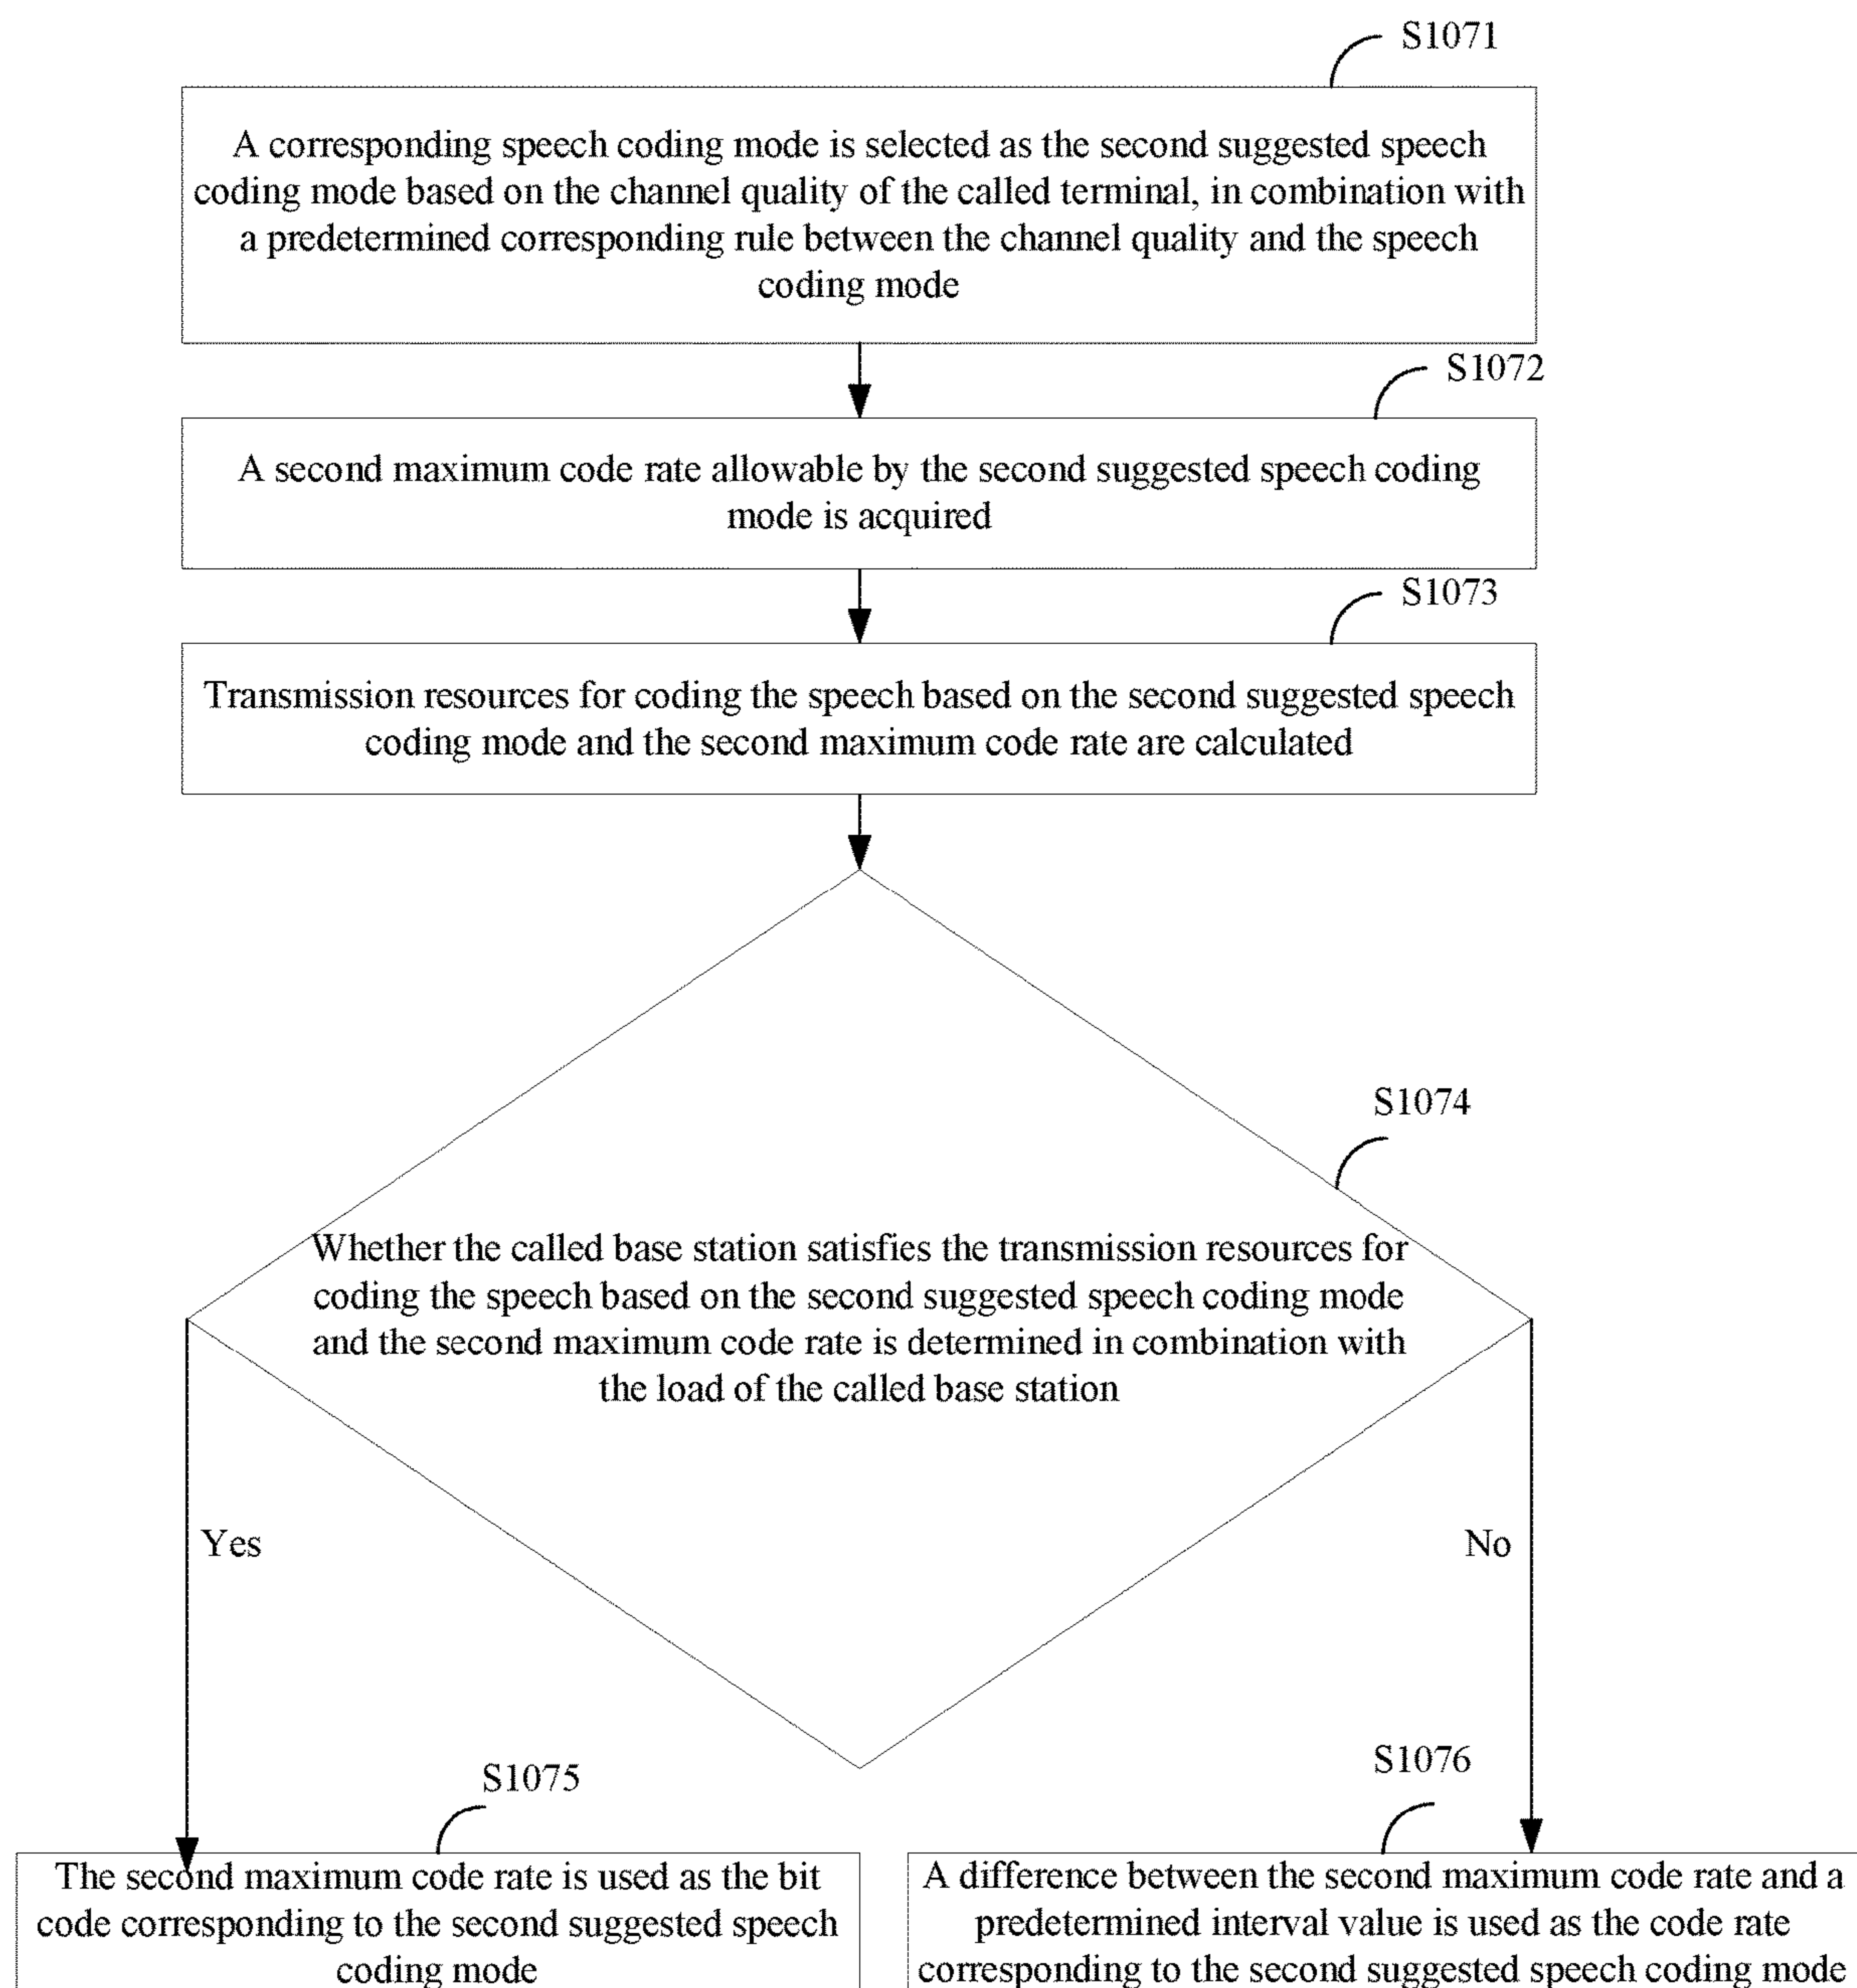 S1071
A corresponding speech coding mode is selected as the second suggested speech
coding mode based on the channel quality of the called terminal, in combination with
a predetermined corresponding rule between the channel quality and the speech
coding mode
S1072
A second maximum code rate allowable by the second suggested speech coding
mode is acquired
S1073
Transmission resources for coding the speech based on the second suggested speech
coding mode and the second maximum code rate are calculated
S1074
Whether the called base station satisfies the transmission resources for
coding the speech based on the second suggested speech coding mode
and the second maximum code rate is determined in combination with
the load of the called base station
Yes
No
S1075
The second maximum code rate is used as the bit
code corresponding to the second suggested speech
coding mode
S1076
A difference between the second maximum code rate and a
predetermined interval value is used as the code rate
corresponding to the second suggested speech coding mode